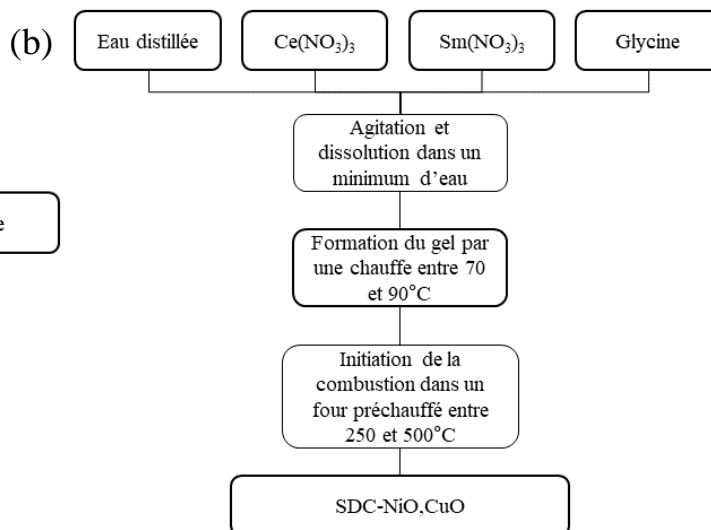 (b)
Eau distillée
Ce(NO3)3
Sm(NO3)3
Glycine
Agitation et
dissolution dans un
minimum d'eau
e
Formation du gel par
une chauffe entre 70
et 90°C
Initiation de la
combustion dans un
four préchauffé entre
250 et 500°C
SDC-NiO,CuO